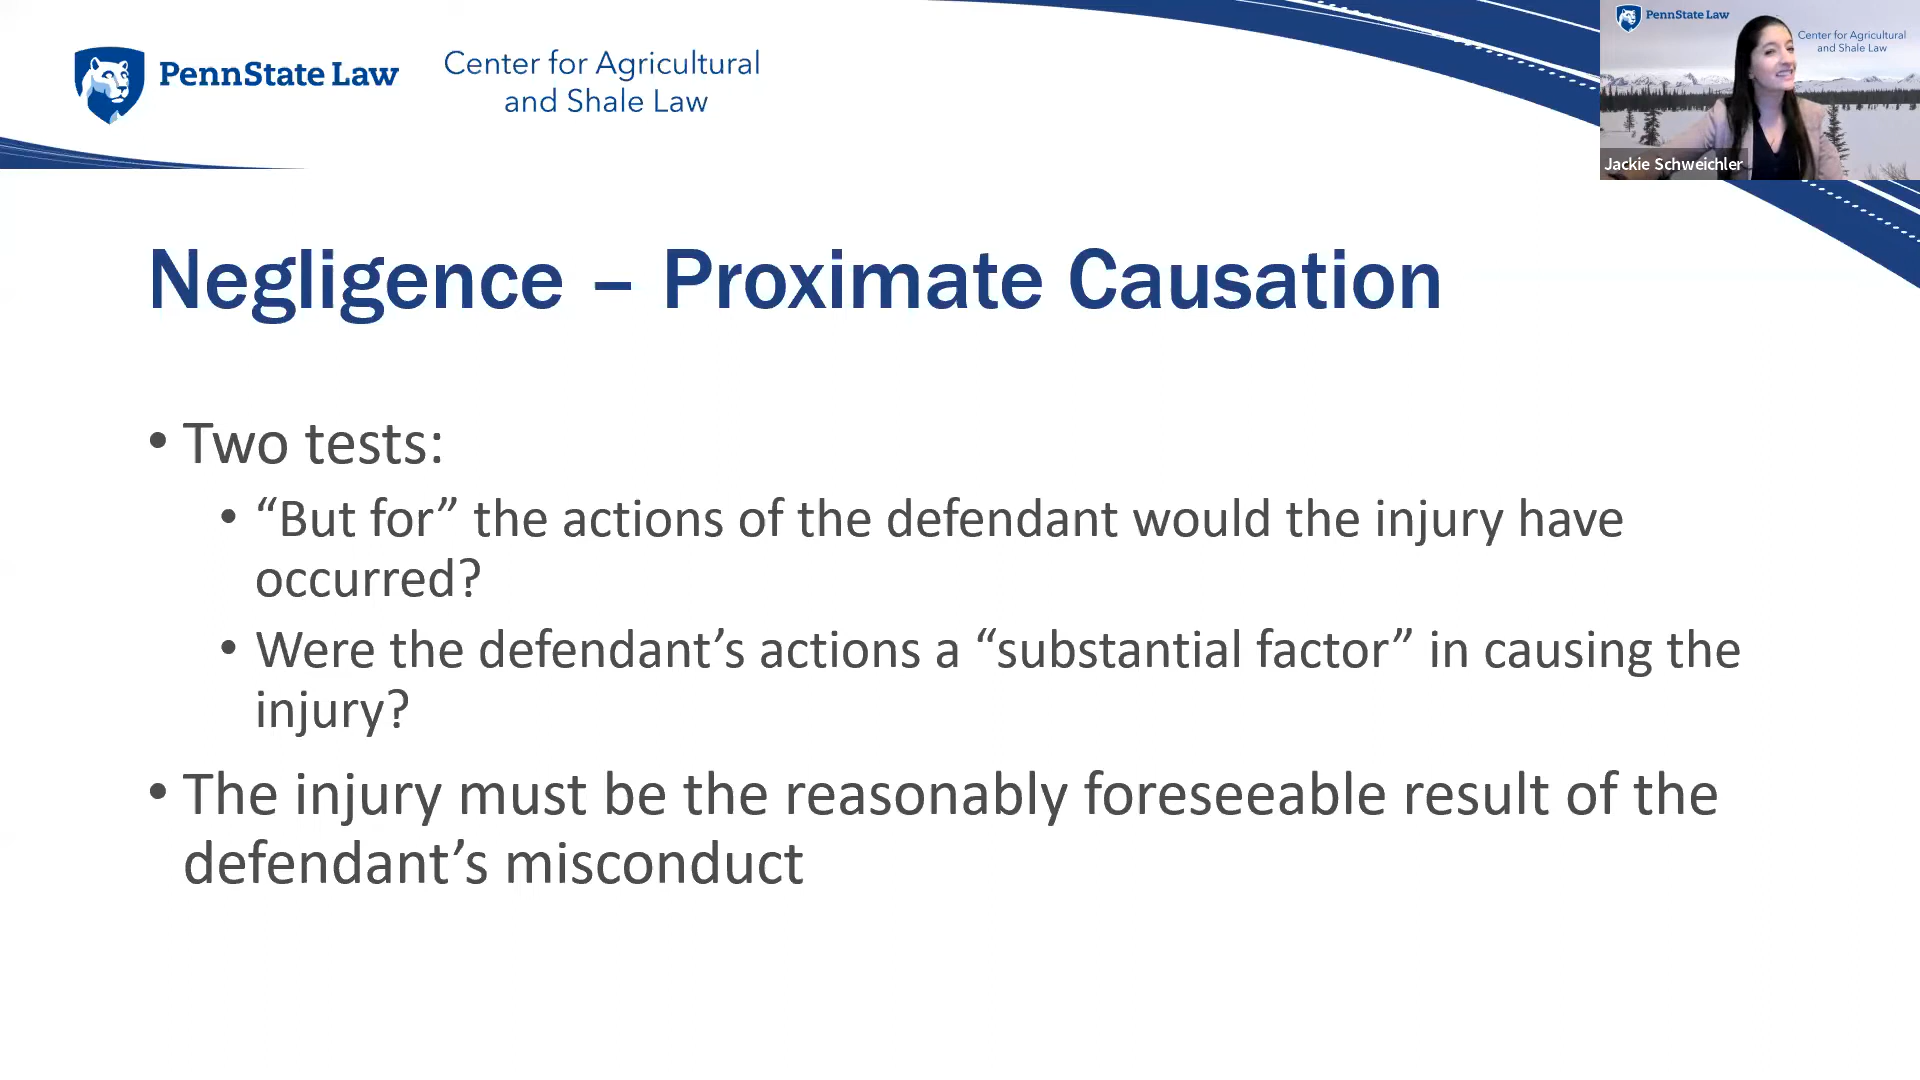 PennState Law
Center for Agricultural
and Shale Law
PennState Law
Center for Agricultural
and Shale Law
Jackie Schweichler
Negligence – Proximate Causation
• Two tests:
• “But for” the actions of the defendant would the injury have
occurred?
• Were the defendant’s actions a “substantial factor” in causing the
injury?
• The injury must be the reasonably foreseeable result of the
defendant’s misconduct